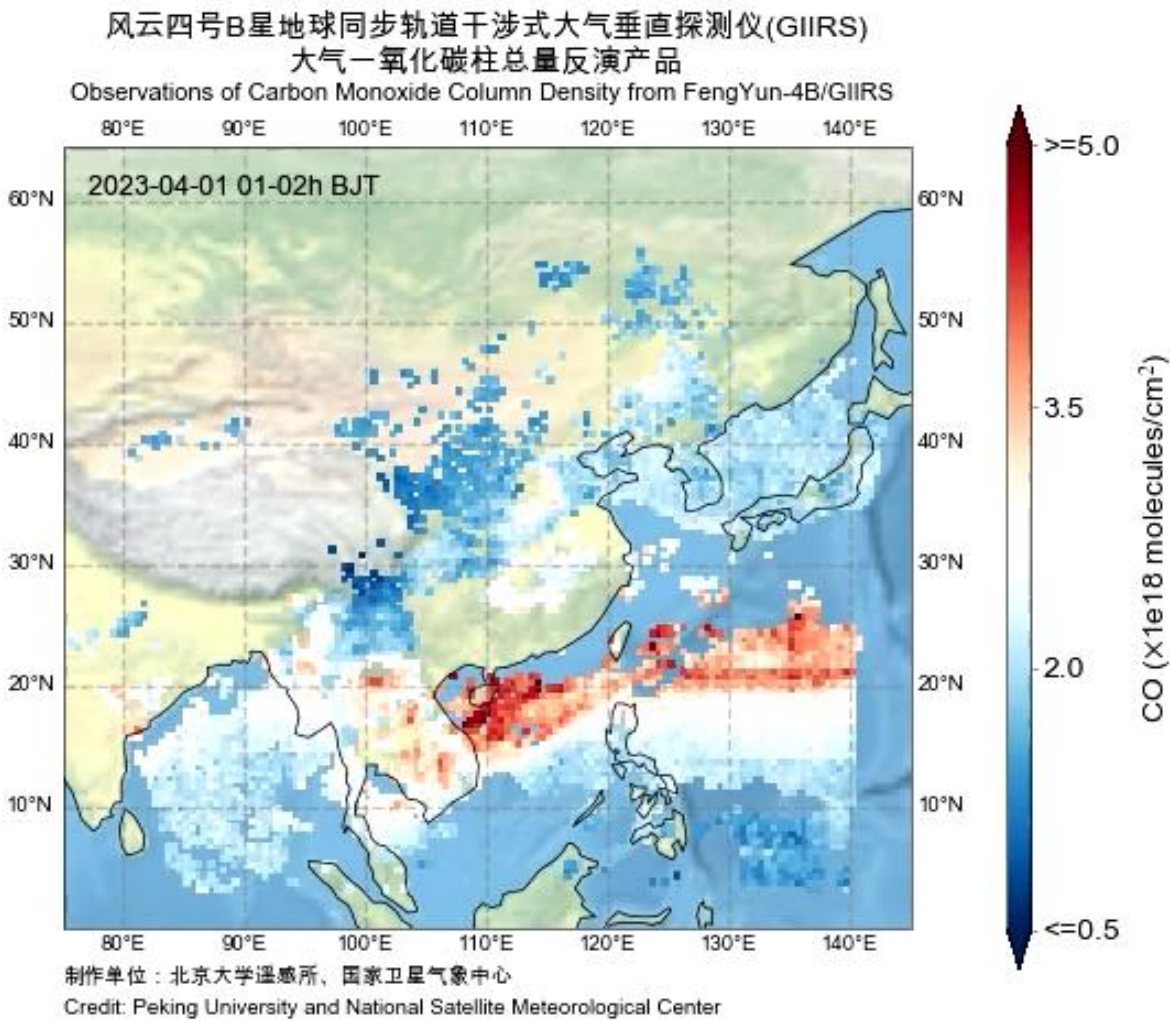 风云四号B星地球同步轨道干涉式大气垂直探测仪(GIIRS)
大气一氧化碳柱总量反演产品
Observations of Carbon Monoxide Column Density from FengYun-4B/GIIRS
80°E 90°E 100°E 110°E 120°E 130°E 140°E
2023-04-01 01-02h BJT
60°N 60°N
50°N 50°N
40°N 40°N
30°N 30°N
20°N 20°N
10°N 10°N
80°E 90°E 100°E 110°E 120°E 130°E 140°E
>=5.0
3.5
2.0
<=0.5
CO (×1e18 molecules/cm²)
制作单位：北京大学遥感所、国家卫星气象中心
Credit: Peking University and National Satellite Meteorological Center